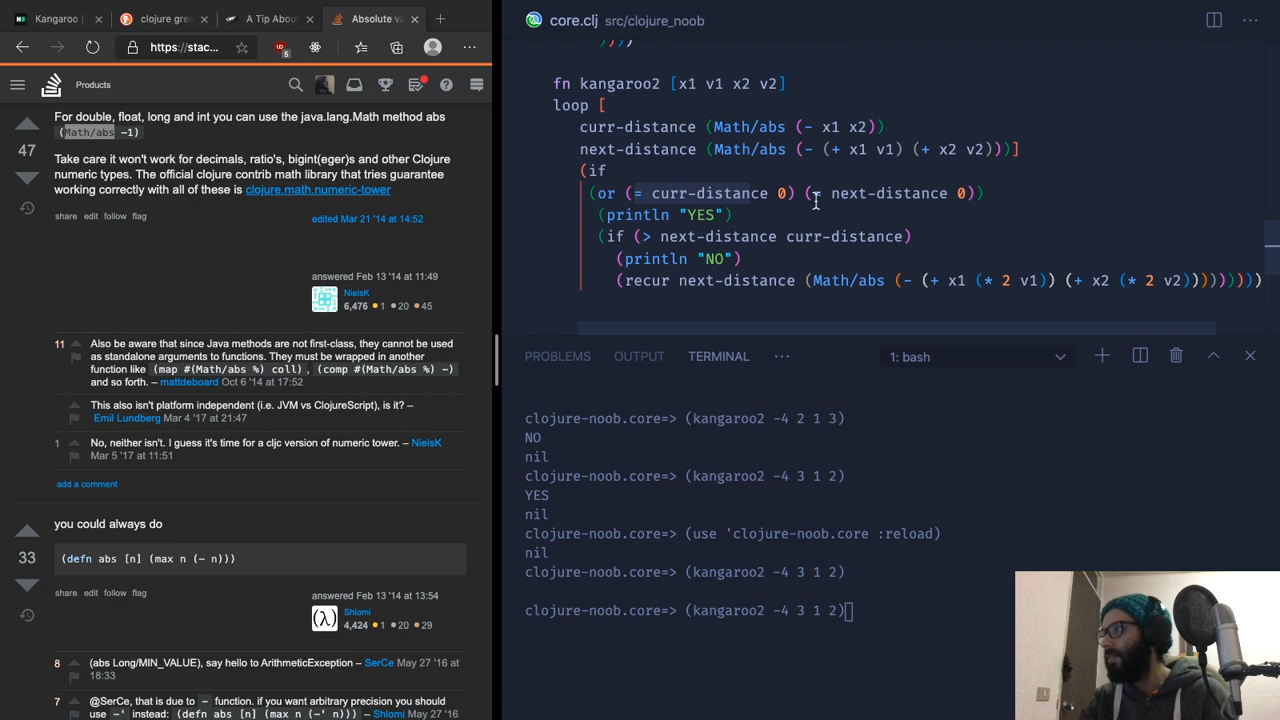 Kangaroo |
clojure grea
A Tip About
Absolute va
https://stac...
5
Products
For double, float, long and int you can use the java.lang.Math method abs
(Math/abs -1)
47
Take care it won't work for decimals, ratio's, bigint(eger)s and other Clojure
numeric types. The official clojure contrib math library that tries guarantee
working correctly with all of these is clojure.math.numeric-tower
share edit follow flag
edited Mar 21 '14 at 14:52
answered Feb 13 '14 at 11:49
NielsK
6,476 1 20 45
11 Also be aware that since Java methods are not first-class, they cannot be used
as standalone arguments to functions. They must be wrapped in another
function like (map #(Math/abs %) coll), (comp #(Math/abs %) -)
and so forth. – mattdeboard Oct 6 '14 at 17:52
This also isn't platform independent (i.e. JVM vs ClojureScript), is it? –
Emil Lundberg Mar 4 '17 at 21:47
1 No, neither isn't. I guess it's time for a cljc version of numeric tower. – NielsK
Mar 5 '17 at 11:51
add a comment
you could always do
33
(defn abs [n] (max n (- n)))
share edit follow flag
answered Feb 13 '14 at 13:54
Shlomi
4,424 1 20 29
8 (abs Long/MIN_VALUE), say hello to ArithmeticException – SerCe May 27 '16 at
18:33
7 @SerCe, that is due to - function. if you want arbitrary precision you should
use -' instead: (defn abs [n] (max n (-' n))) – Shlomi May 27 '16
core.clj src/clojure_noob
))))
fn kangaroo2 [x1 v1 x2 v2]
loop [
curr-distance (Math/abs (- x1 x2))
next-distance (Math/abs (- (+ x1 v1) (+ x2 v2)))]
(if
(or (= curr-distance 0) (= next-distance 0))
(println "YES")
(if (> next-distance curr-distance)
(println "NO")
(recur next-distance (Math/abs (- (+ x1 (* 2 v1)) (+ x2 (* 2 v2)))))))))
PROBLEMS OUTPUT TERMINAL ... 1: bash
clojure-noob.core=> (kangaroo2 -4 2 1 3)
NO
nil
clojure-noob.core=> (kangaroo2 -4 3 1 2)
YES
nil
clojure-noob.core=> (use 'clojure-noob.core :reload)
nil
clojure-noob.core=> (kangaroo2 -4 3 1 2)
clojure-noob.core=> (kangaroo2 -4 3 1 2)